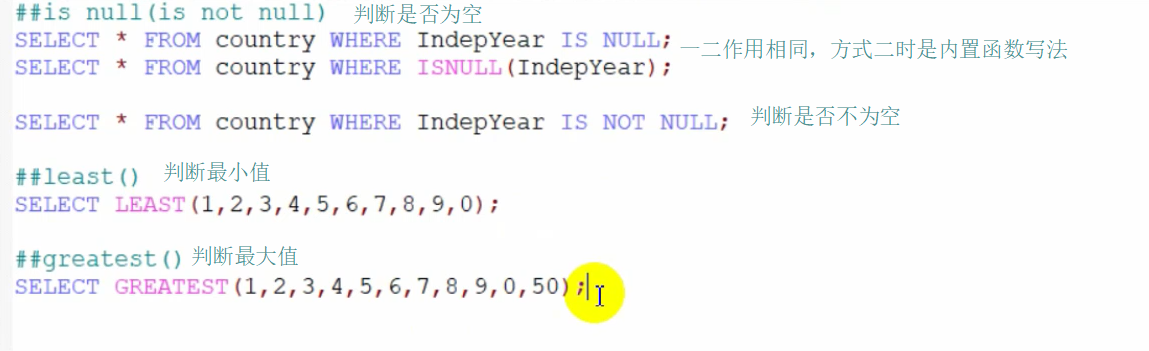 ##is null(is not null) 判断是否为空
SELECT * FROM country WHERE IndepYear IS NULL; 一二作用相同，方式二时是内置函数写法
SELECT * FROM country WHERE ISNULL(IndepYear);
SELECT * FROM country WHERE IndepYear IS NOT NULL; 判断是否不为空
##least() 判断最小值
SELECT LEAST(1,2,3,4,5,6,7,8,9,0);
##greatest() 判断最大值
SELECT GREATEST(1,2,3,4,5,6,7,8,9,0,50);